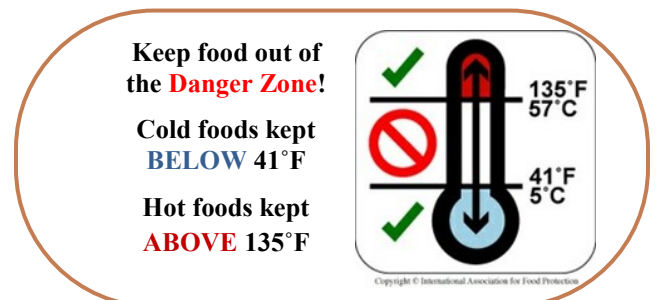 Keep food out of
the Danger Zone!
Cold foods kept
BELOW 41˚F
Hot foods kept
ABOVE 135˚F
135˚F
57˚C
41˚F
5˚C
Copyright © International Association for Food Protection